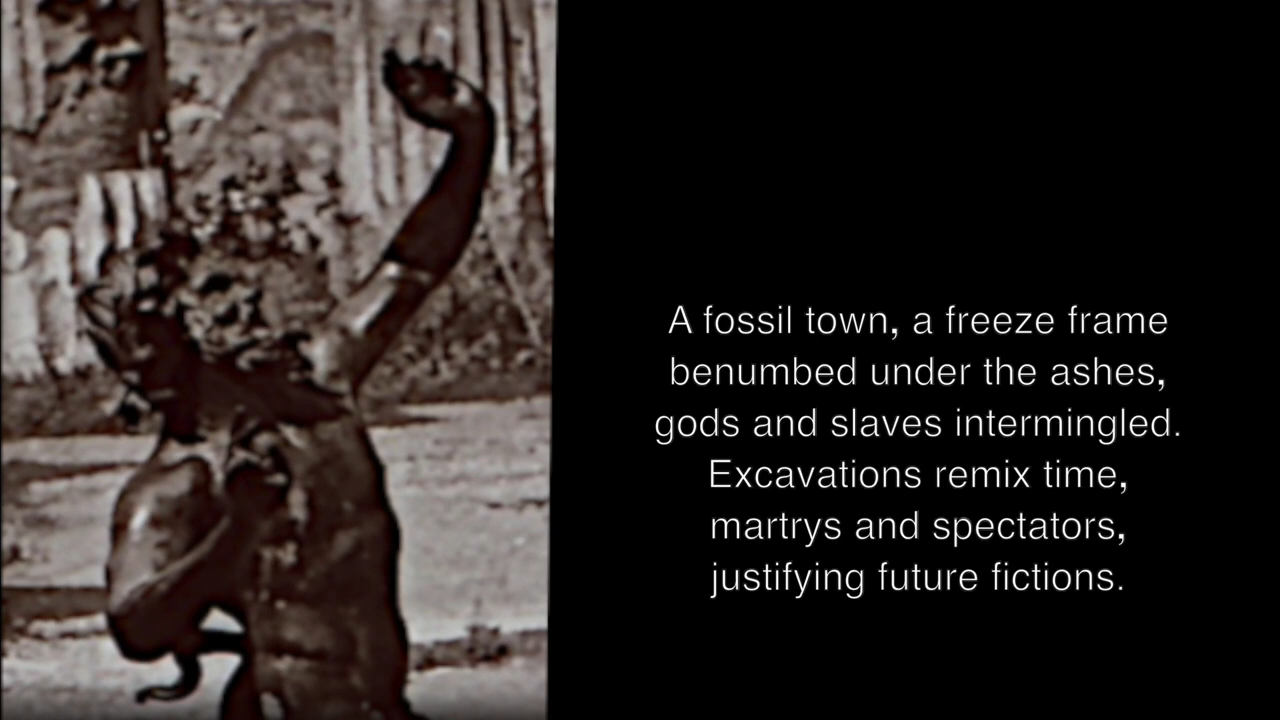 A fossil town, a freeze frame
benumbed under the ashes,
gods and slaves intermingled.
Excavations remix time,
martrys and spectators,
justifying future fictions.